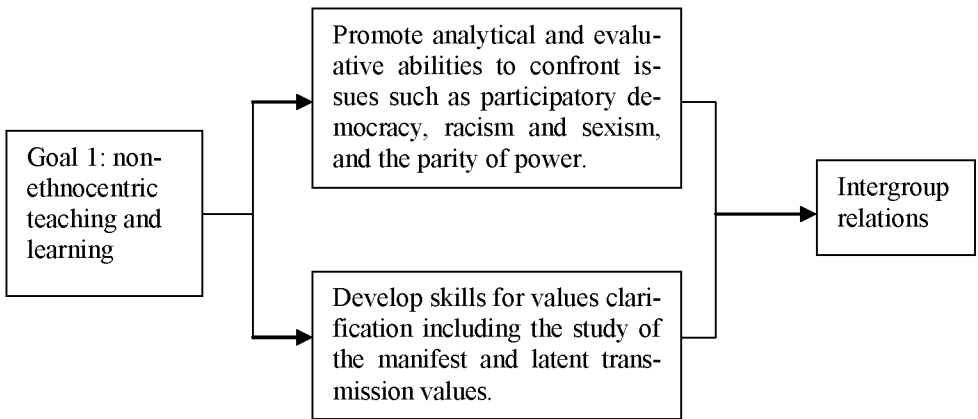 Promote analytical and evalu-
ative abilities to confront is-
sues such as participatory de-
mocracy, racism and sexism,
and the parity of power.
Goal 1: non-
ethnocentric
teaching and
learning
Intergroup
relations
Develop skills for values clari-
fication including the study of
the manifest and latent trans-
mission values.